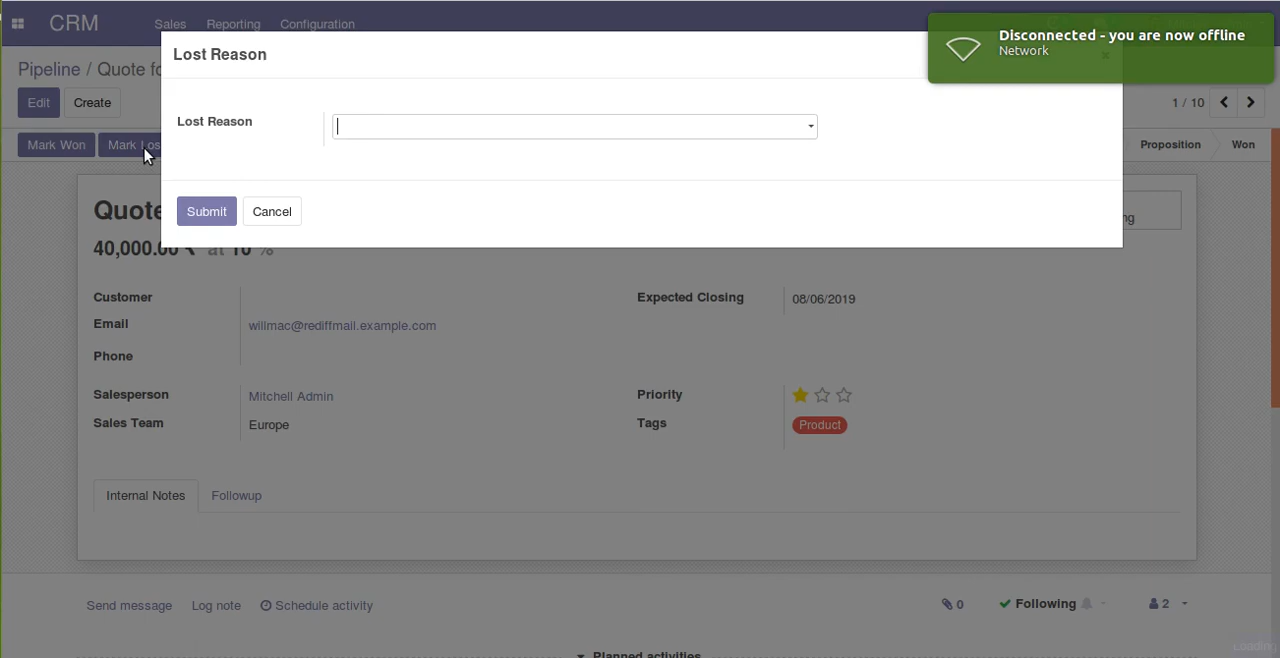 CRM
Sales
Reporting
Configuration
Disconnected - you are now offline
Network
Lost Reason
Pipeline / Quote fo
Edit
Create
1 / 10
Lost Reason
Mark Won
Mark Los
Proposition
Won
Submit
Cancel
Quote
ng
40,000.00 at 10 %
Customer
Expected Closing
08/06/2019
Email
willmac@rediffmail.example.com
Phone
Salesperson
Mitchell Admin
Priority
Sales Team
Europe
Tags
Product
Internal Notes
Followup
Send message
Log note
Schedule activity
0
Following
2
Loading
Planned activities